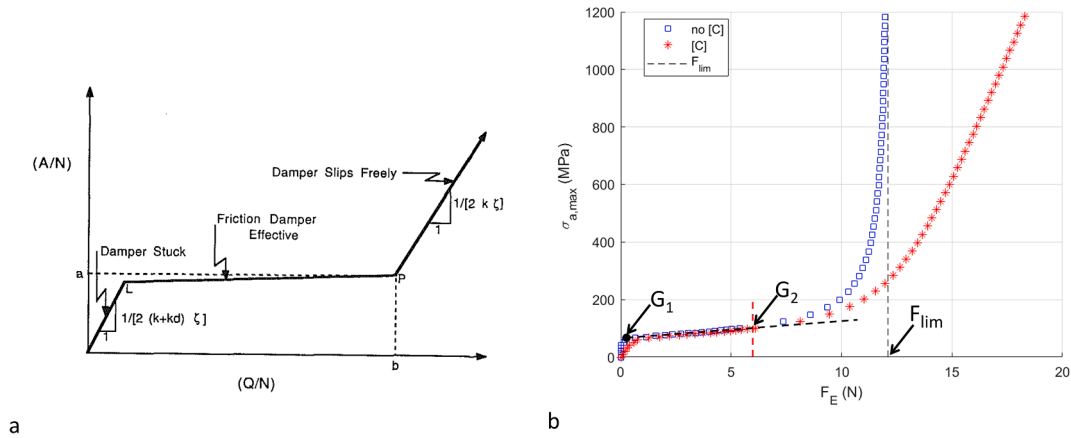 (A/N)
Damper Slips Freely
1/[2 k ζ]
1
Friction Damper
Effective
Damper Stuck
a
L
P
1/[2 (k+kd) ζ]
1
b
(Q/N)
a
1200
1000
800
600
400
200
0
σa,max (MPa)
no [C]
[C]
Flim
G1
G2
Flim
0
5
10
15
20
FE (N)
b